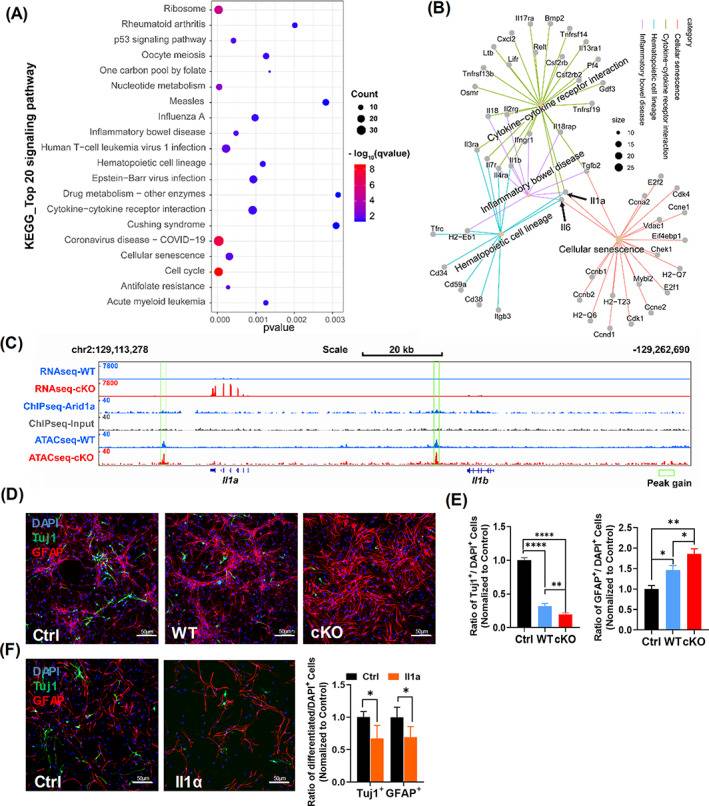 (A)
KEGG_Top 20 signaling pathway
Ribosome
Rheumatoid arthritis
p53 signaling pathway
Oocyte meiosis
One carbon pool by folate
Nucleotide metabolism
Measles
Influenza A
Inflammatory bowel disease
Human T-cell leukemia virus 1 infection
Hematopoietic cell lineage
Epstein-Barr virus infection
Drug metabolism - other enzymes
Cytokine-cytokine receptor interaction
Cushing syndrome
Coronavirus disease - COVID-19
Cellular senescence
Cell cycle
Antifolate resistance
Acute myeloid leukemia
0.000 0.001 0.002 0.003
pvalue
Count
10
20
30
- log10(qvalue)
8
6
4
2
(B)
Il17ra
Bmp2
Cxcl2
Relt
Tnfrsf14
Ltb
Lifr
Csf2rb
Il13ra1
Tnfrsf13b
Csf2rb2
Pf4
Osmr
Gdf3
Il18
Il2rg
Tnfrsf19
Cytokine-cytokine receptor interaction
Il3ra
Ifngr1
Il18rap
Il7r
Il1b
Il4ra
Tgfb2
Inflammatory bowel disease
Il1a
Il6
Tfrc
H2-Eb1
Hematopoietic cell lineage
Cellular senescence
Cd34
Cd59a
Cd38
Itgb3
E2f2
Ccna2
Cdk4
Ccne1
Vdac1
Eif4ebp1
Chek1
H2-Q7
Ccnb1
Mybl2
E2f1
Ccnb2
H2-T23
Ccne2
H2-Q6
Cdk1
Ccnd1
category
Cellular senescence
Cytokine-cytokine receptor interaction
Hematopoietic cell lineage
Inflammatory bowel disease
size
10
15
20
25
(C)
chr2:129,113,278 Scale 20 kb -129,262,690
RNAseq-WT 7800
RNAseq-cKO 7800
ChIPseq-Arid1a 40
ChIPseq-Input 40
ATACseq-WT 40
ATACseq-cKO 40
Il1a Il1b Peak gain
(D)
DAPI
Tuj1
GFAP
Ctrl 50μm
WT 50μm
cKO 50μm
(E)
Ratio of Tuj1+/ DAPI+ Cells
(Nomalized to Control)
1.5
1.0
0.5
0.0
****
****
**
Ctrl WT cKO
Ratio of GFAP+/ DAPI+ Cells
(Nomalized to Control)
2.5
2.0
1.5
1.0
0.5
0.0
**
*
*
Ctrl WT cKO
(F)
DAPI
Tuj1
GFAP
Ctrl 50μm
Il1α 50μm
Ctrl Il1a
Ratio of differentiated/DAPI+ Cells
(Nomalized to Control)
1.5
1.0
0.5
0.0
*
*
Tuj1+ GFAP+